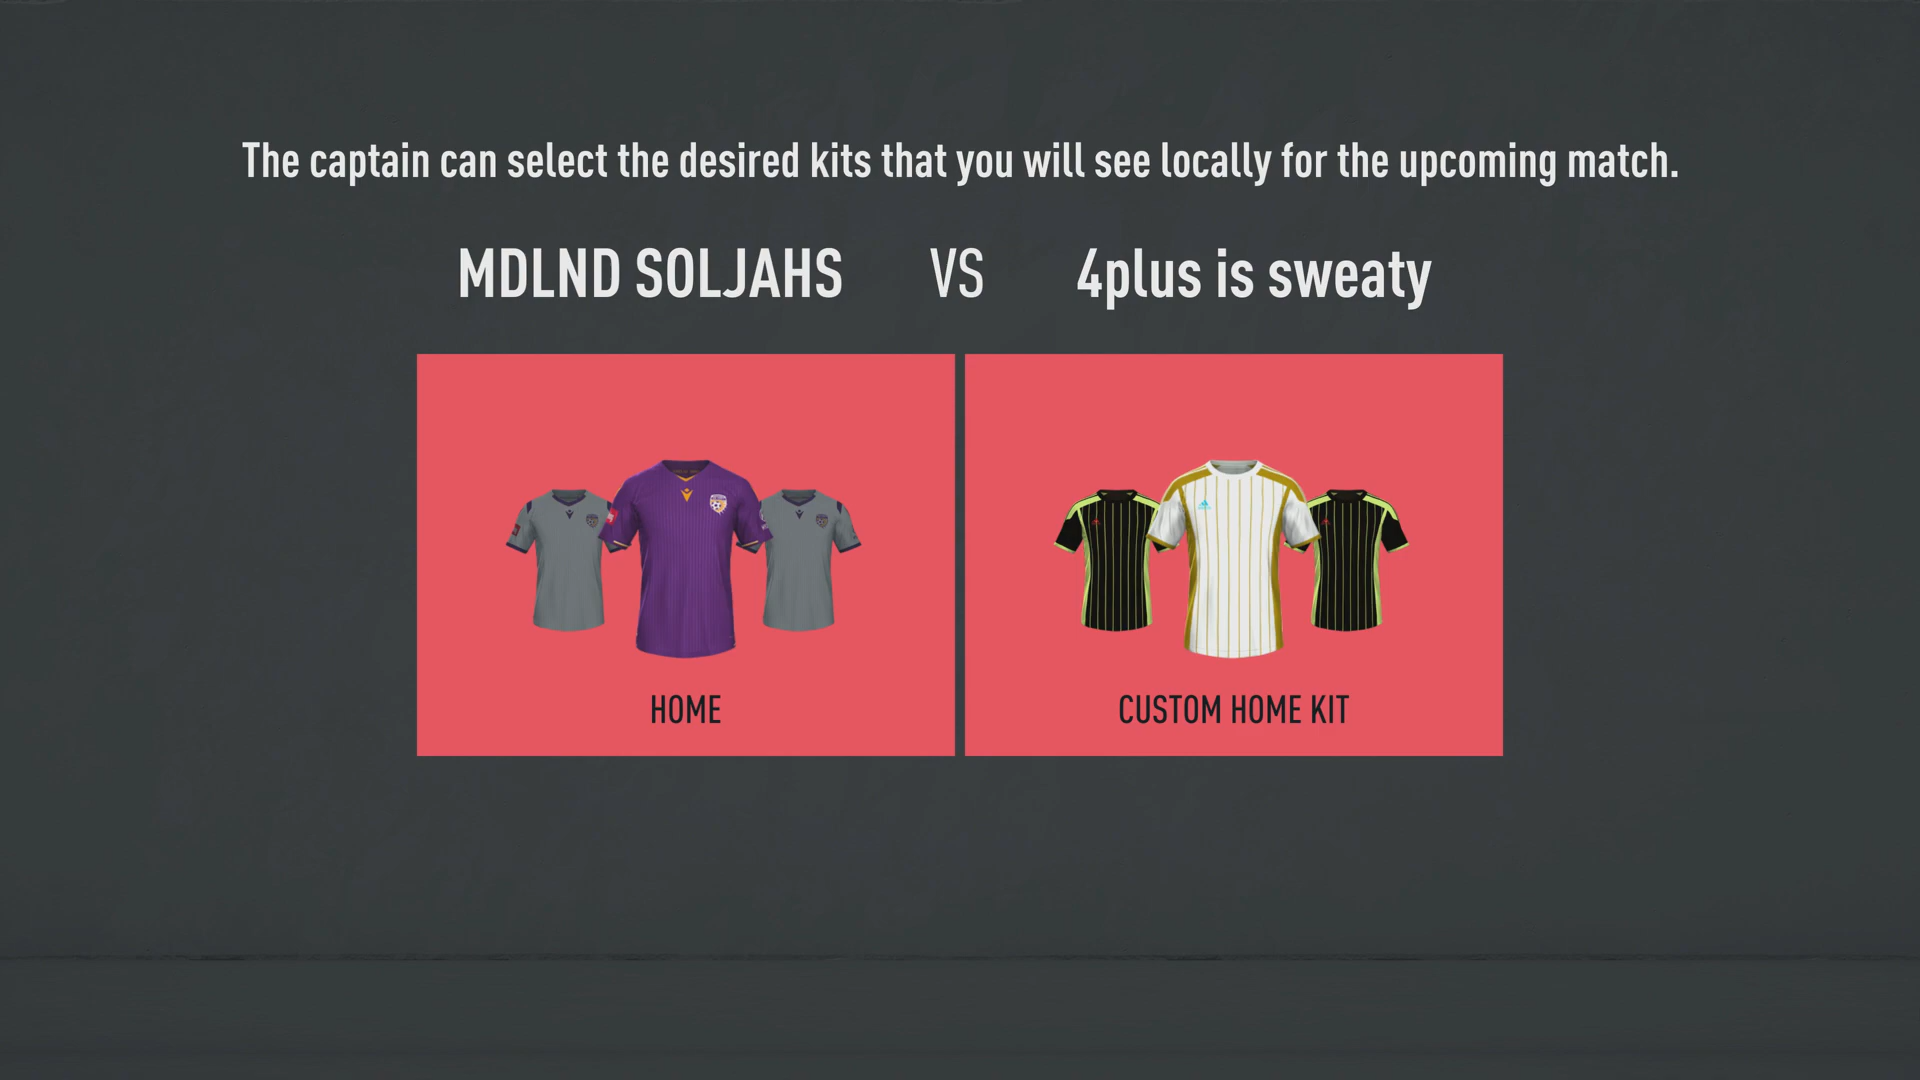 The captain can select the desired kits that you will see locally for the upcoming match.
MDLND SOLJAHS VS 4plus is sweaty
HOME
CUSTOM HOME KIT